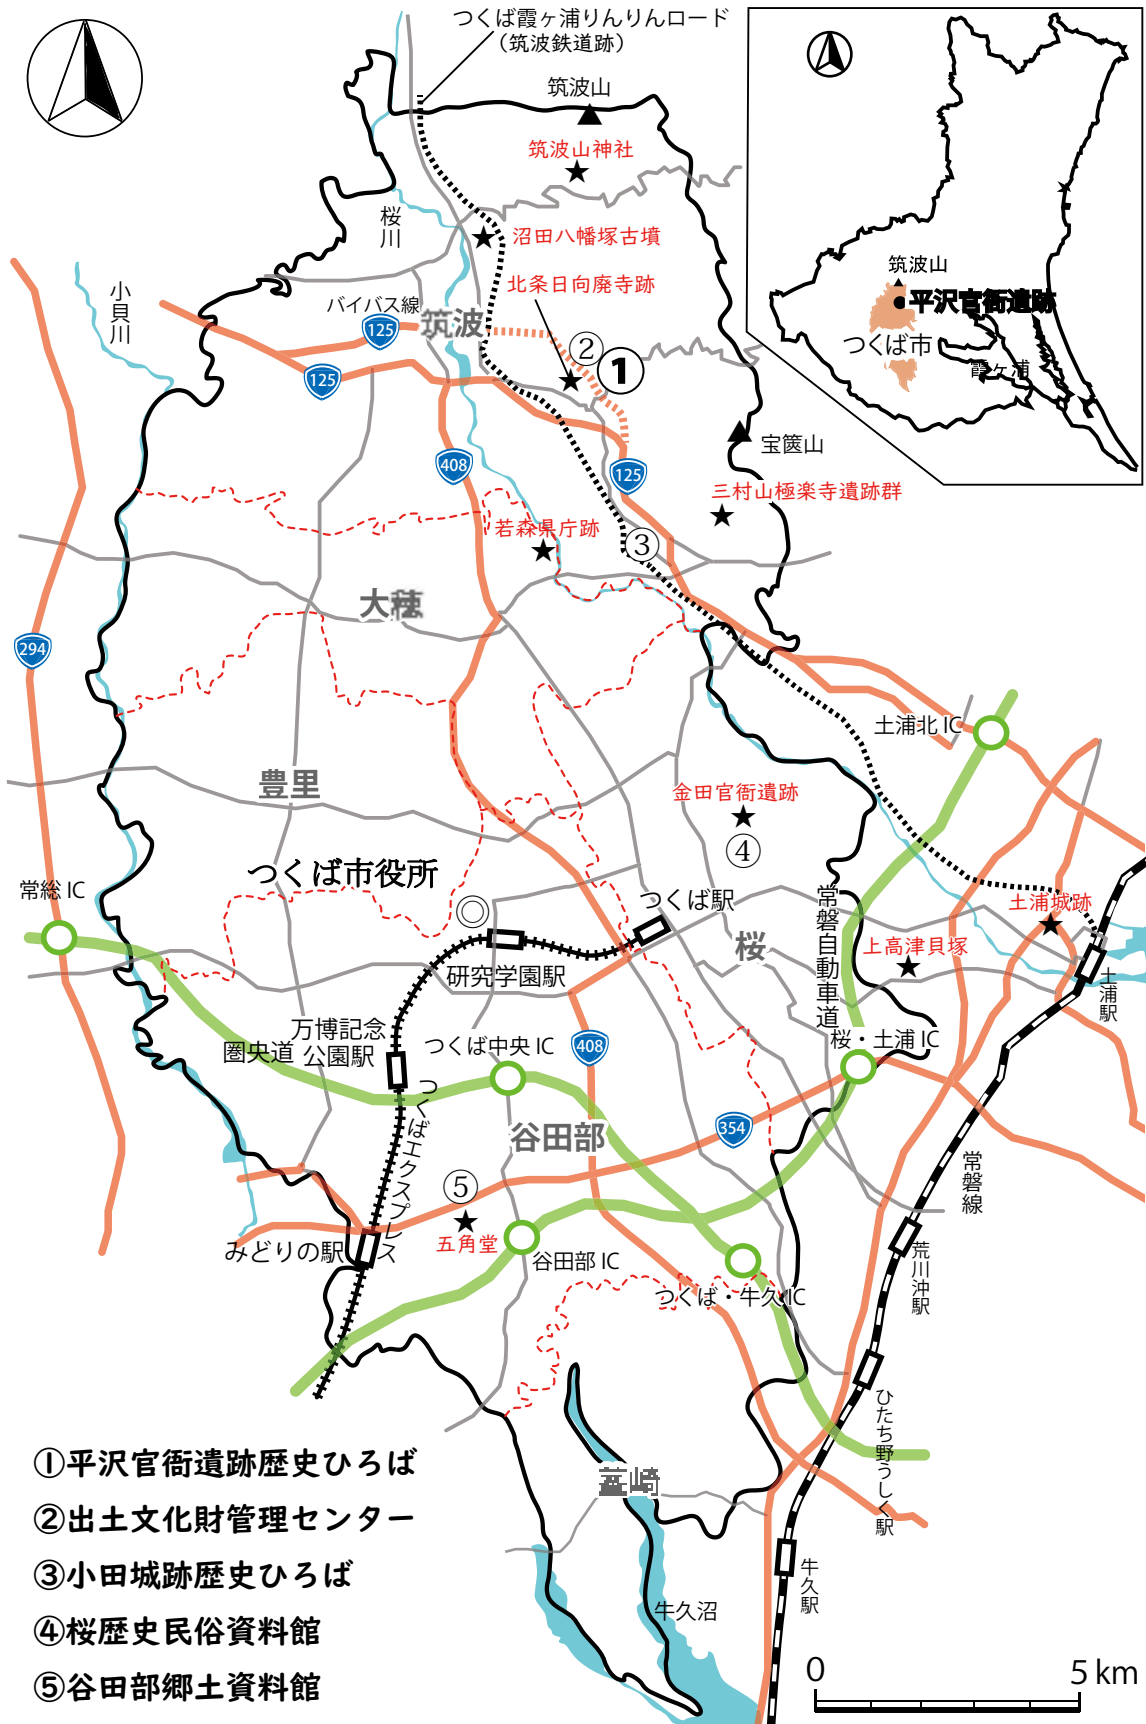 つくば霞ヶ浦りんりんロード
（筑波鉄道跡）
筑波山
筑波山神社
桜川
沼田八幡塚古墳
北条日向廃寺跡
小貝川
バイパス線
筑波
125
125
②
①
408
宝篋山
125
三村山極楽寺遺跡群
若森県庁跡
③
大穂
294
土浦北 IC
豊里
金田官衙遺跡
④
つくば市役所
常総 IC
つくば駅
常磐自動車道
土浦城跡
桜
上高津貝塚
研究学園駅
土浦駅
万博記念
公園駅
圏央道
つくば中央 IC
408
桜・土浦 IC
つくばエクスプレス
谷田部
354
常磐線
⑤
五角堂
みどりの駅
谷田部 IC
荒川沖駅
つくば・牛久 IC
ひたち野うしく駅
茎崎
牛久駅
牛久沼
筑波山
平沢官衙遺跡
つくば市
霞ヶ浦
①平沢官衙遺跡歴史ひろば
②出土文化財管理センター
③小田城跡歴史ひろば
④桜歴史民俗資料館
⑤谷田部郷土資料館
0
5 km